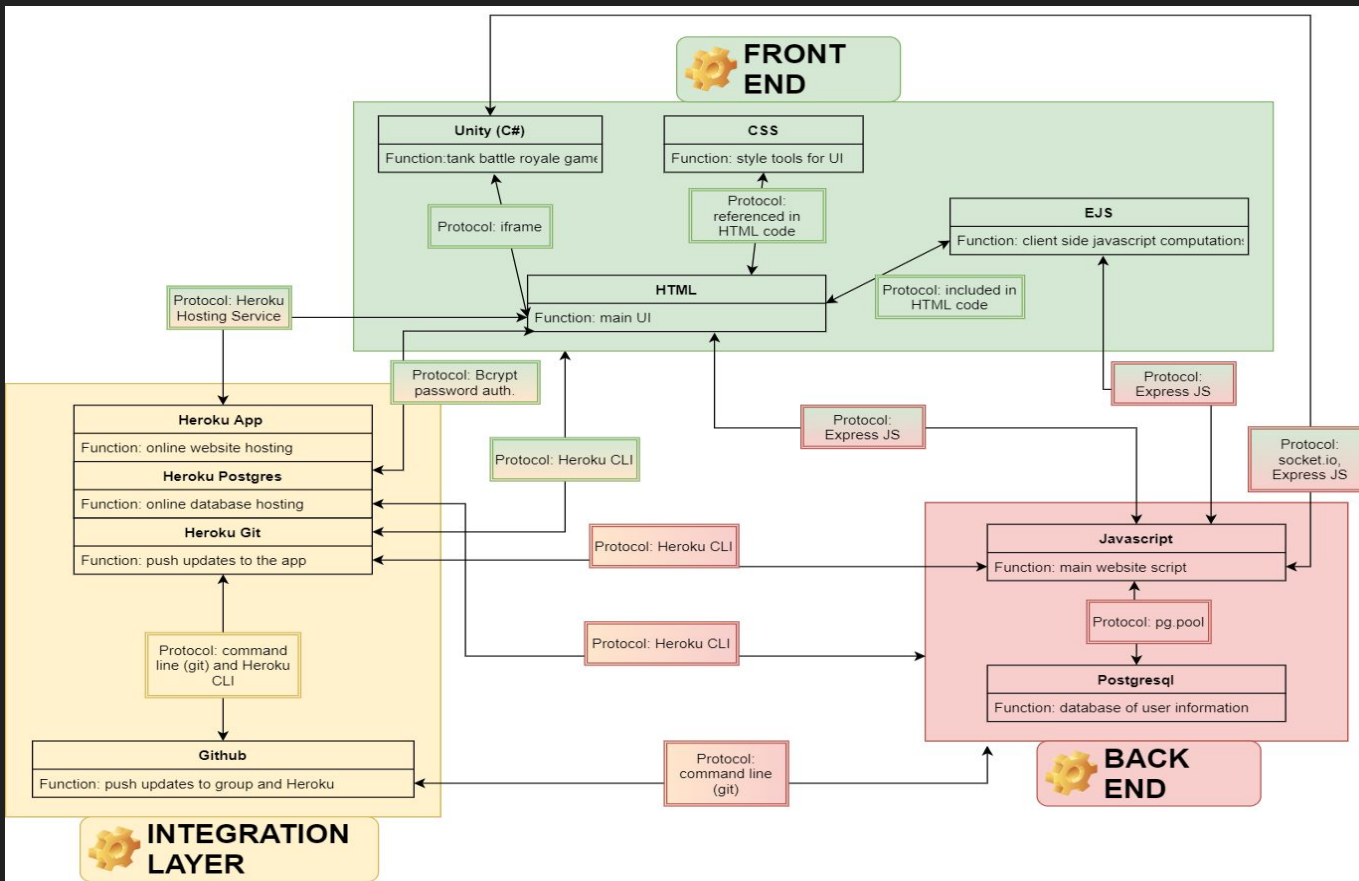 FRONT
END
Unity (C#)
Function:tank battle royale game
CSS
Function: style tools for UI
Protocol: iframe
Protocol:
referenced in
HTML code
EJS
Function: client side javascript computations
HTML
Function: main UI
Protocol: included in
HTML code
Protocol: Heroku
Hosting Service
Protocol: Bcrypt
password auth.
Protocol:
Express JS
Protocol:
Express JS
Protocol:
socket.io,
Express JS
Protocol: Heroku CLI
Heroku App
Function: online website hosting
Heroku Postgres
Function: online database hosting
Heroku Git
Function: push updates to the app
Protocol: Heroku CLI
Javascript
Function: main website script
Protocol: pg.pool
Protocol: Heroku CLI
Protocol: command
line (git) and Heroku
CLI
Postgresql
Function: database of user information
Github
Function: push updates to group and Heroku
Protocol:
command line
(git)
BACK
END
INTEGRATION
LAYER